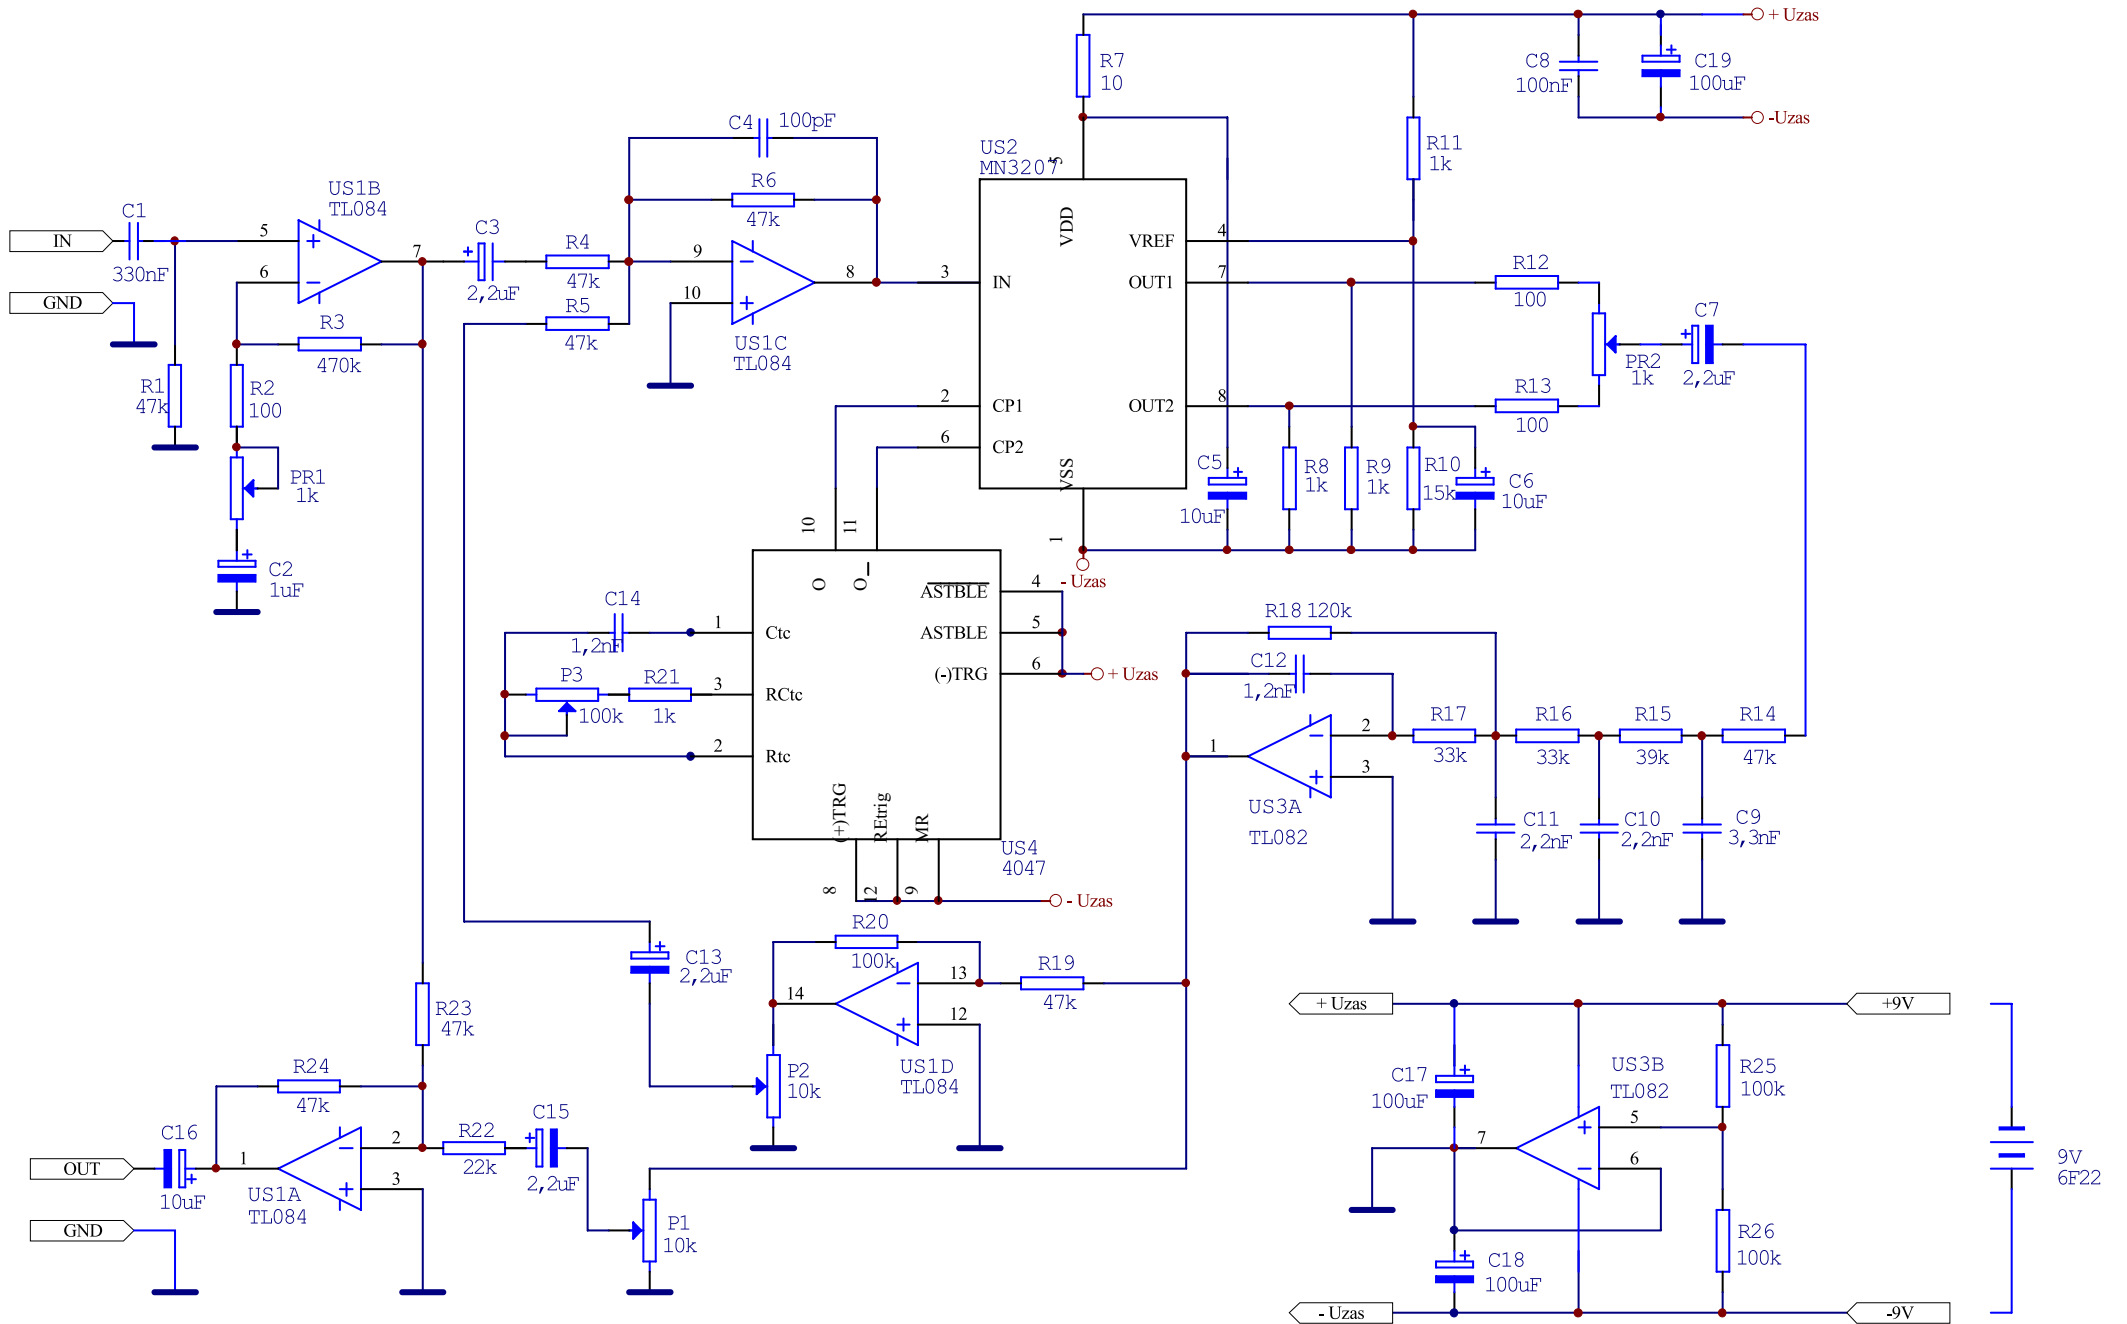 + Uzas
R7
10
C8
100nF
C19
100uF
-Uzas
C4
100pF
R11
1k
US2
MN3207
5
R6
47k
US1B
TL084
C1
330nF
IN
GND
5
6
7
C3
2,2uF
R4
47k
R5
47k
9
10
8
US1C
TL084
3
IN
VDD
VREF
4
OUT1
7
R12
100
C7
2,2uF
PR2
1k
R3
470k
R1
47k
R2
100
PR1
1k
C2
1uF
2
CP1
6
CP2
OUT2
8
R13
100
VSS
C5
10uF
R8
1k
R9
1k
R10
15k
C6
10uF
1
- Uzas
10
11
O
O_
ASTBLE
4
ASTBLE
5
(-)TRG
6
+ Uzas
C14
1,2nF
1
Ctc
P3
100k
R21
1k
3
RCtc
2
Rtc
(+)TRG
REtrig
MR
US4
4047
8
12
9
- Uzas
R18 120k
C12
1,2nF
R17
33k
R16
33k
R15
39k
R14
47k
1
2
3
US3A
TL082
C11
2,2nF
C10
2,2nF
C9
3,3nF
R20
100k
C13
2,2uF
14
13
12
R19
47k
US1D
TL084
P2
10k
R23
47k
R24
47k
C16
10uF
OUT
GND
1
2
3
US1A
TL084
R22
22k
C15
2,2uF
P1
10k
+ Uzas
+9V
C17
100uF
US3B
TL082
R25
100k
7
5
6
R26
100k
C18
100uF
9V
6F22
- Uzas
-9V